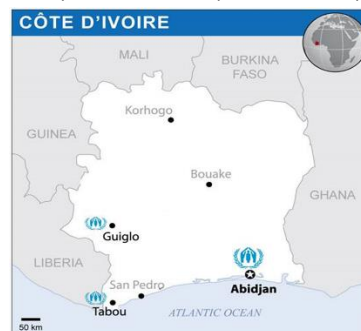 CÔTE D'IVOIRE
MALI
BURKINA
FASO
Korhogo
GUINEA
Bouake
GHANA
Guiglo
LIBERIA
San Pedro
Abidjan
Tabou
ATLANTIC OCEAN
50 km